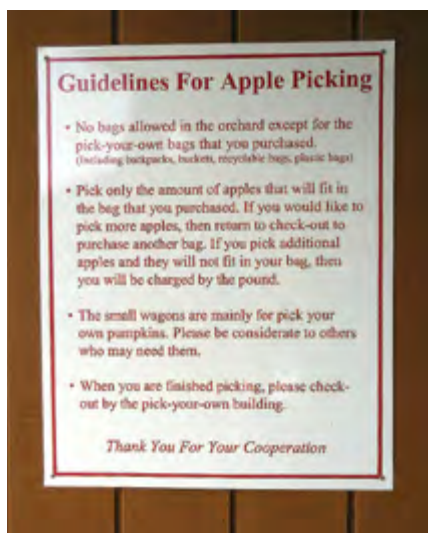 Guidelines For Apple Picking
• No bags allowed in the orchard except for the
pick-your-own bags that you purchased.
(Including backpacks, buckets, recyclable bags, plastic bags)
• Pick only the amount of apples that will fit in
the bag that you purchased. If you would like to
pick more apples, then return to check-out to
purchase another bag. If you pick additional
apples and they will not fit in your bag, then
you will be charged by the pound.
• The small wagons are mainly for pick your
own pumpkins. Please be considerate to others
who may need them.
• When you are finished picking, please check-
out by the pick-your-own building.
Thank You For Your Cooperation